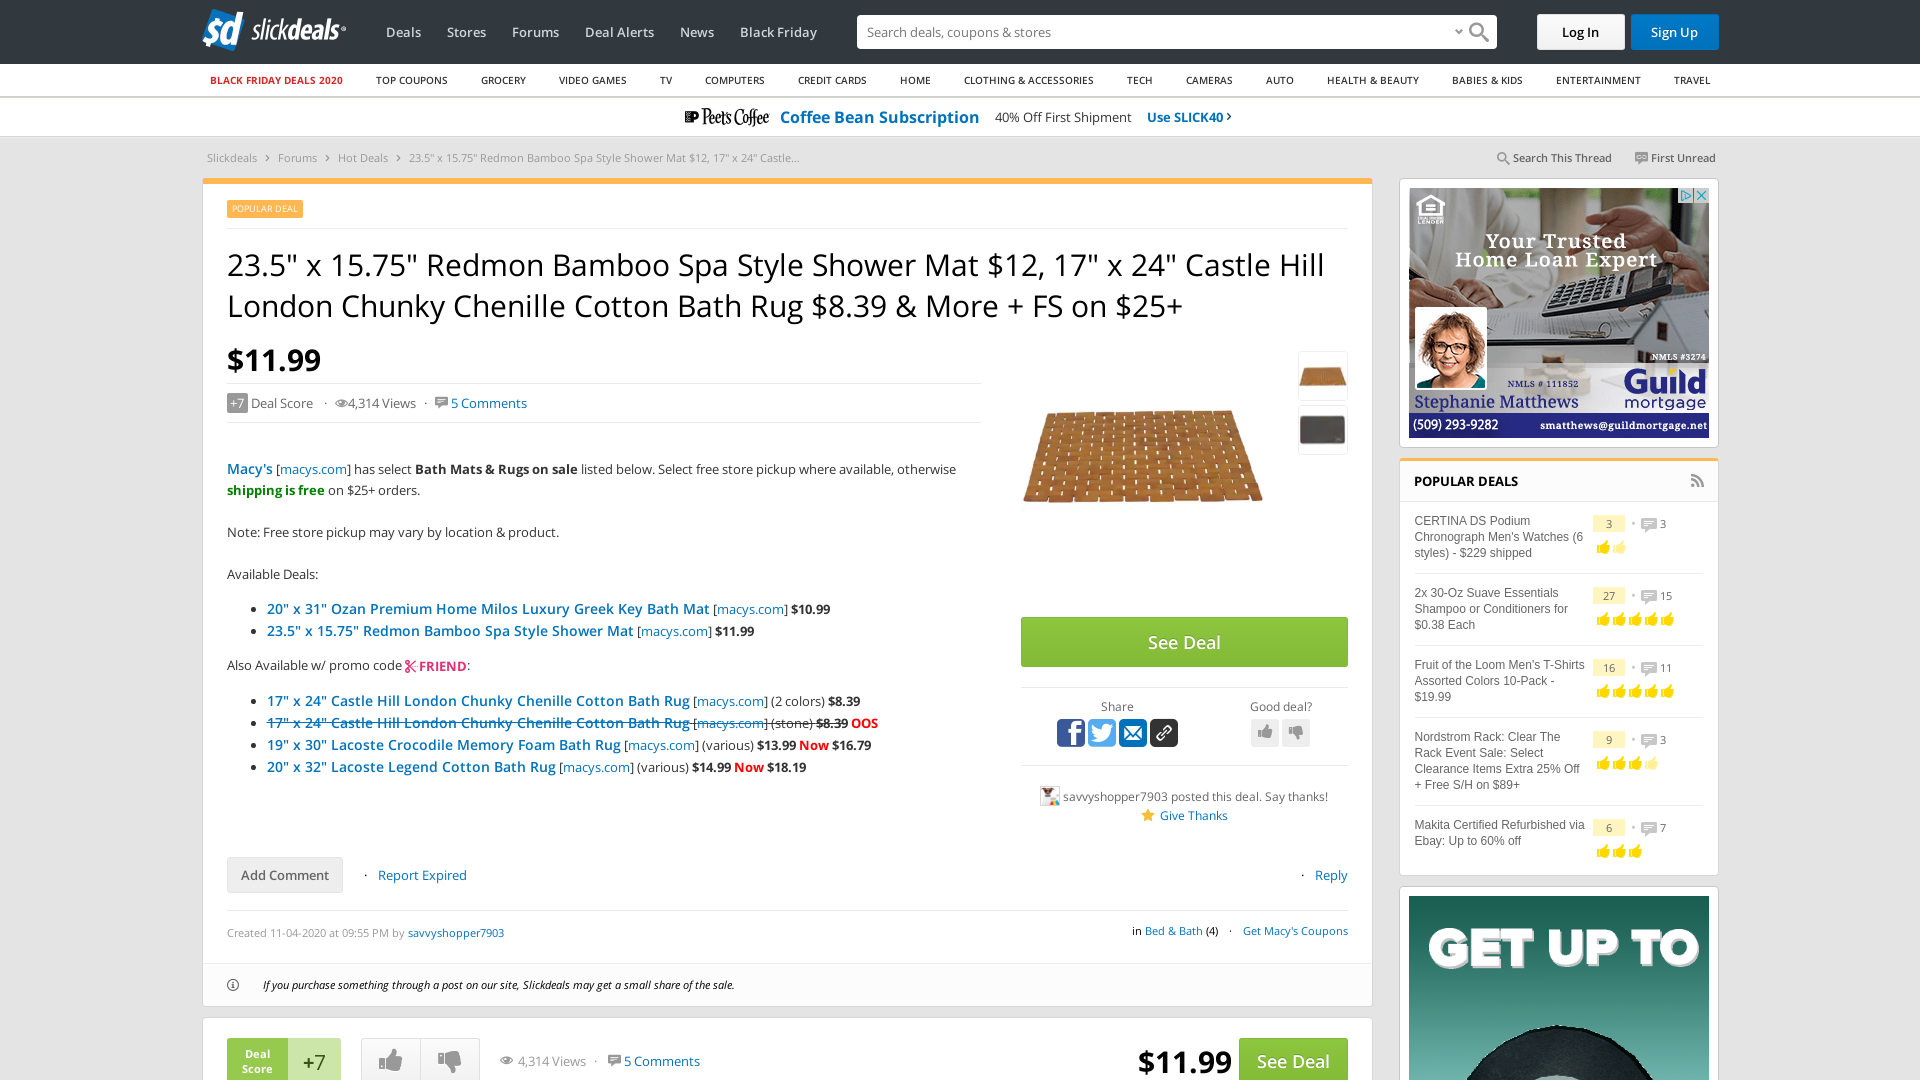 slickdeals
Deals Stores Forums Deal Alerts News Black Friday
Search deals, coupons & stores
Log In Sign Up
BLACK FRIDAY DEALS 2020 TOP COUPONS GROCERY VIDEO GAMES TV COMPUTERS CREDIT CARDS HOME CLOTHING & ACCESSORIES TECH CAMERAS AUTO HEALTH & BEAUTY BABIES & KIDS ENTERTAINMENT TRAVEL
Peet's Coffee Coffee Bean Subscription 40% Off First Shipment Use SLICK40
Slickdeals Forums Hot Deals 23.5" x 15.75" Redmon Bamboo Spa Style Shower Mat $12, 17" x 24" Castle...
Search This Thread First Unread
POPULAR DEAL
23.5" x 15.75" Redmon Bamboo Spa Style Shower Mat $12, 17" x 24" Castle Hill
London Chunky Chenille Cotton Bath Rug $8.39 & More + FS on $25+
$11.99
+7 Deal Score · 4,314 Views · 5 Comments
Macy's [macys.com] has select Bath Mats & Rugs on sale listed below. Select free store pickup where available, otherwise
shipping is free on $25+ orders.
Note: Free store pickup may vary by location & product.
Available Deals:
20" x 31" Ozan Premium Home Milos Luxury Greek Key Bath Mat [macys.com] $10.99
23.5" x 15.75" Redmon Bamboo Spa Style Shower Mat [macys.com] $11.99
Also Available w/ promo code FRIEND:
17" x 24" Castle Hill London Chunky Chenille Cotton Bath Rug [macys.com] (2 colors) $8.39
17" x 24" Castle Hill London Chunky Chenille Cotton Bath Rug [macys.com] (stone) $8.39 OOS
19" x 30" Lacoste Crocodile Memory Foam Bath Rug [macys.com] (various) $13.99 Now $16.79
20" x 32" Lacoste Legend Cotton Bath Rug [macys.com] (various) $14.99 Now $18.19
See Deal
Share
Good deal?
savvyshopper7903 posted this deal. Say thanks!
Give Thanks
Add Comment · Report Expired
· Reply
Created 11-04-2020 at 09:55 PM by savvyshopper7903
in Bed & Bath (4) · Get Macy's Coupons
If you purchase something through a post on our site, Slickdeals may get a small share of the sale.
Deal
Score
+7
4,314 Views · 5 Comments
$11.99 See Deal
Your Trusted
Home Loan Expert
NMLS #3274
NMLS # 111852
Guild
mortgage
Stephanie Matthews
(509) 293-9282 smatthews@guildmortgage.net
POPULAR DEALS
CERTINA DS Podium
Chronograph Men's Watches (6
styles) - $229 shipped
3 · 3
2x 30-Oz Suave Essentials
Shampoo or Conditioners for
$0.38 Each
27 · 15
Fruit of the Loom Men's T-Shirts
Assorted Colors 10-Pack -
$19.99
16 · 11
Nordstrom Rack: Clear The
Rack Event Sale: Select
Clearance Items Extra 25% Off
+ Free S/H on $89+
9 · 3
Makita Certified Refurbished via
Ebay: Up to 60% off
6 · 7
GET UP TO